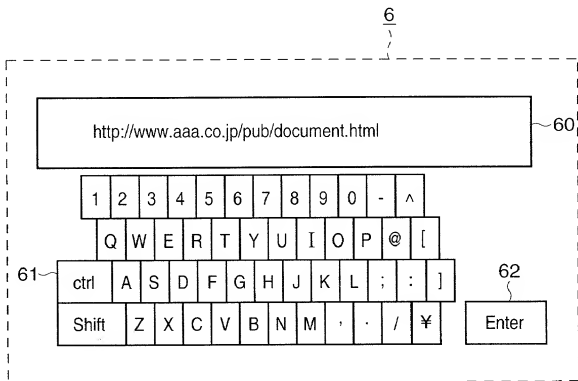 6
http://www.aaa.co.jp/pub/document.html
60
1 2 3 4 5 6 7 8 9 0 - ^
Q W E R T Y U I O P @ [
61
ctrl A S D F G H J K L ; : ]
62
Shift Z X C V B N M , . / ¥
Enter